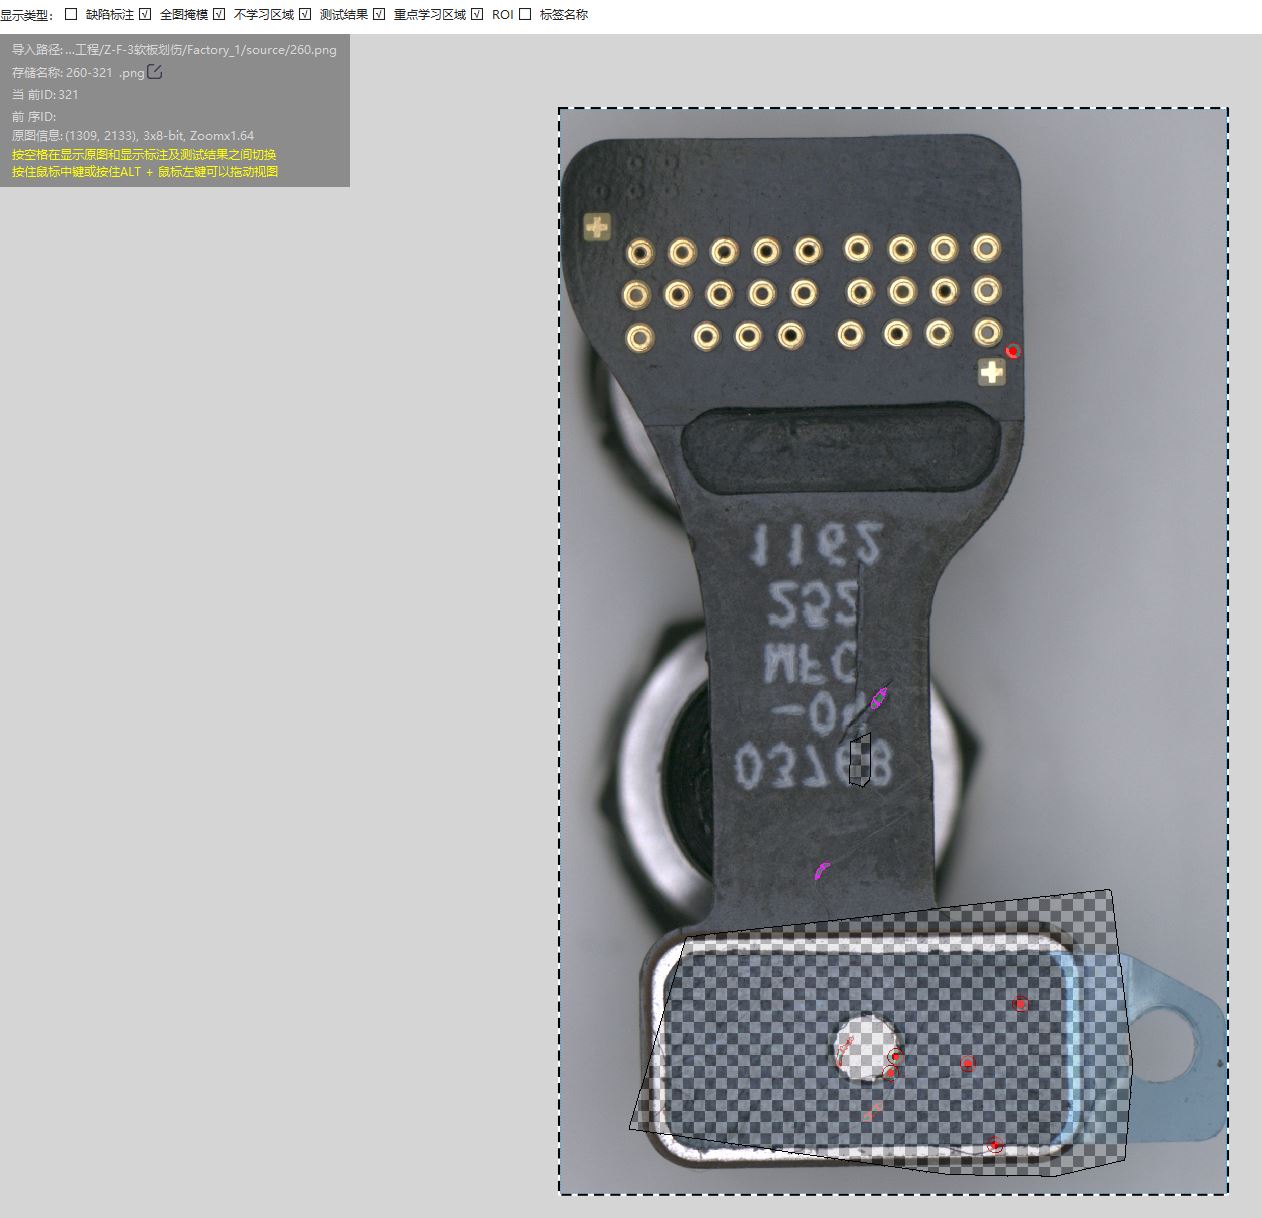 显示类型: 缺陷标注 全图掩模 不学习区域 测试结果 重点学习区域 ROI 标签名称
导入路径: ...工程/Z-F-3软板划伤/Factory_1/source/260.png
存储名称: 260-321 .png
当 前ID: 321
前 序ID:
原图信息: (1309, 2133), 3x8-bit, Zoomx1.64
按空格在显示原图和显示标注及测试结果之间切换
按住鼠标中键或按住ALT + 鼠标左键可以拖动视图
1162
252
MFC